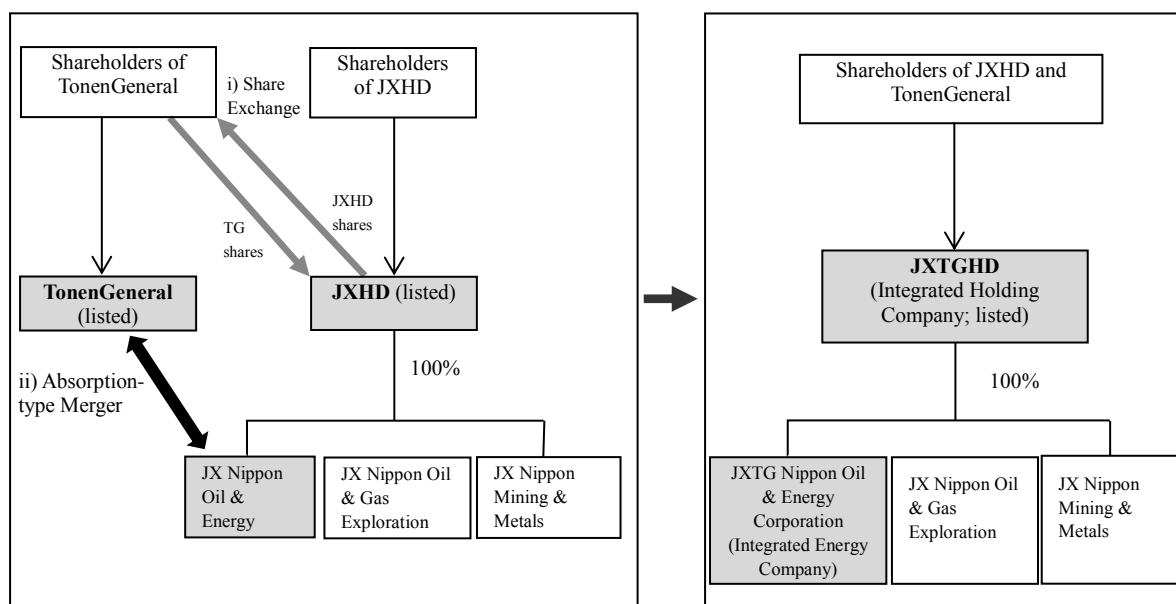 Shareholders of
TonenGeneral
i) Share
Exchange
Shareholders
of JXHD
TG
shares
JXHD
shares
TonenGeneral
(listed)
JXHD (listed)
ii) Absorption-
type Merger
100%
JX Nippon
Oil &
Energy
JX Nippon Oil
& Gas
Exploration
JX Nippon
Mining &
Metals
Shareholders of JXHD and
TonenGeneral
JXTGHD
(Integrated Holding
Company; listed)
100%
JXTG Nippon Oil
& Energy
Corporation
(Integrated Energy
Company)
JX Nippon Oil
& Gas
Exploration
JX Nippon
Mining &
Metals